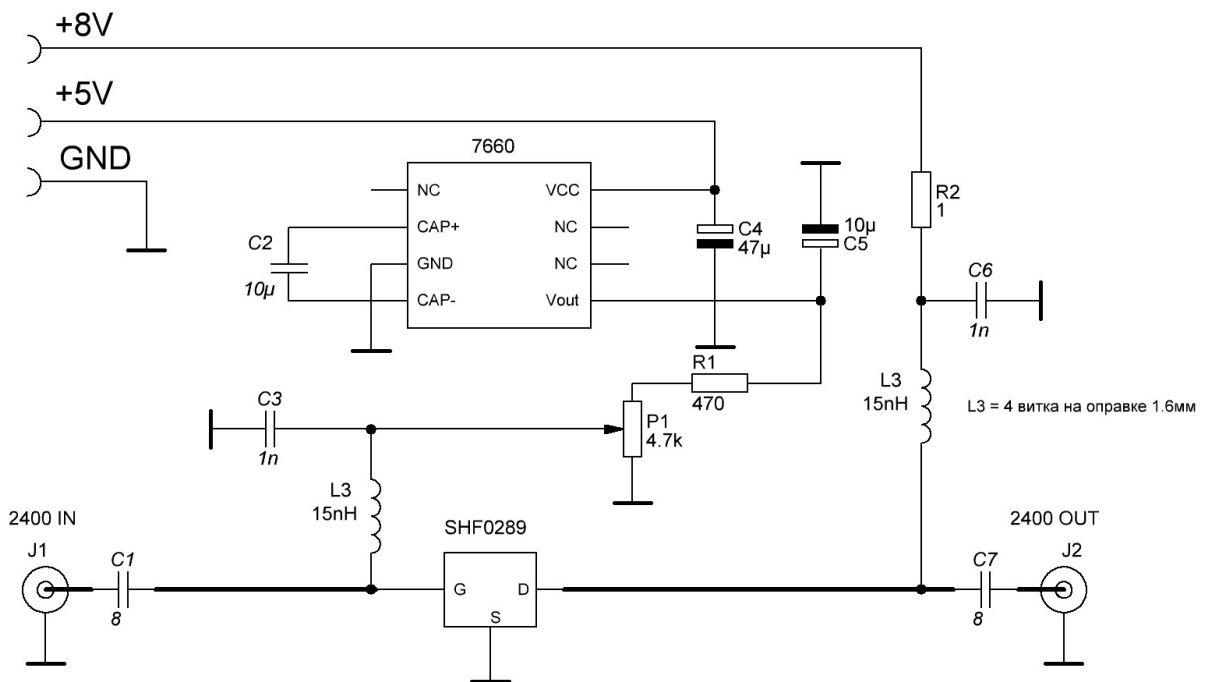 +8V
+5V
GND
7660
NC
VCC
CAP+
NC
GND
NC
CAP-
Vout
C2
10µ
C4
47µ
10µ
C5
R2
1
C6
1n
R1
470
L3
15nH
L3 = 4 витка на оправке 1.6мм
C3
1n
P1
4.7k
L3
15nH
SHF0289
2400 IN
J1
C1
8
G
D
S
2400 OUT
C7
J2
8